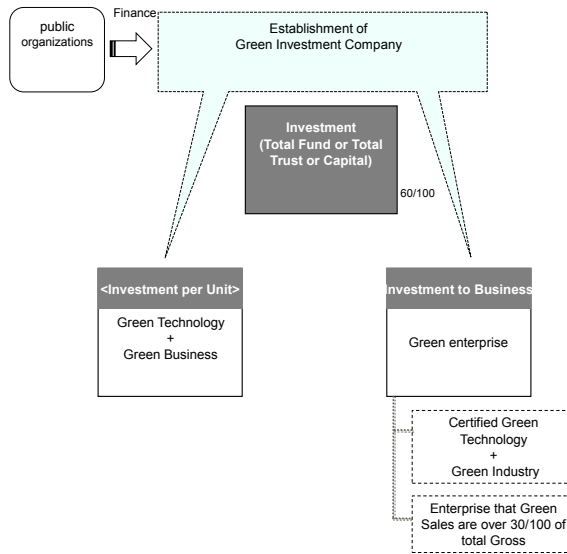 public
organizations
Finance
Establishment of
Green Investment Company
Investment
(Total Fund or Total
Trust or Capital)
60/100
<Investment per Unit>
Green Technology
+
Green Business
Investment to Business
Green enterprise
Certified Green
Technology
+
Green Industry
Enterprise that Green
Sales are over 30/100 of
total Gross